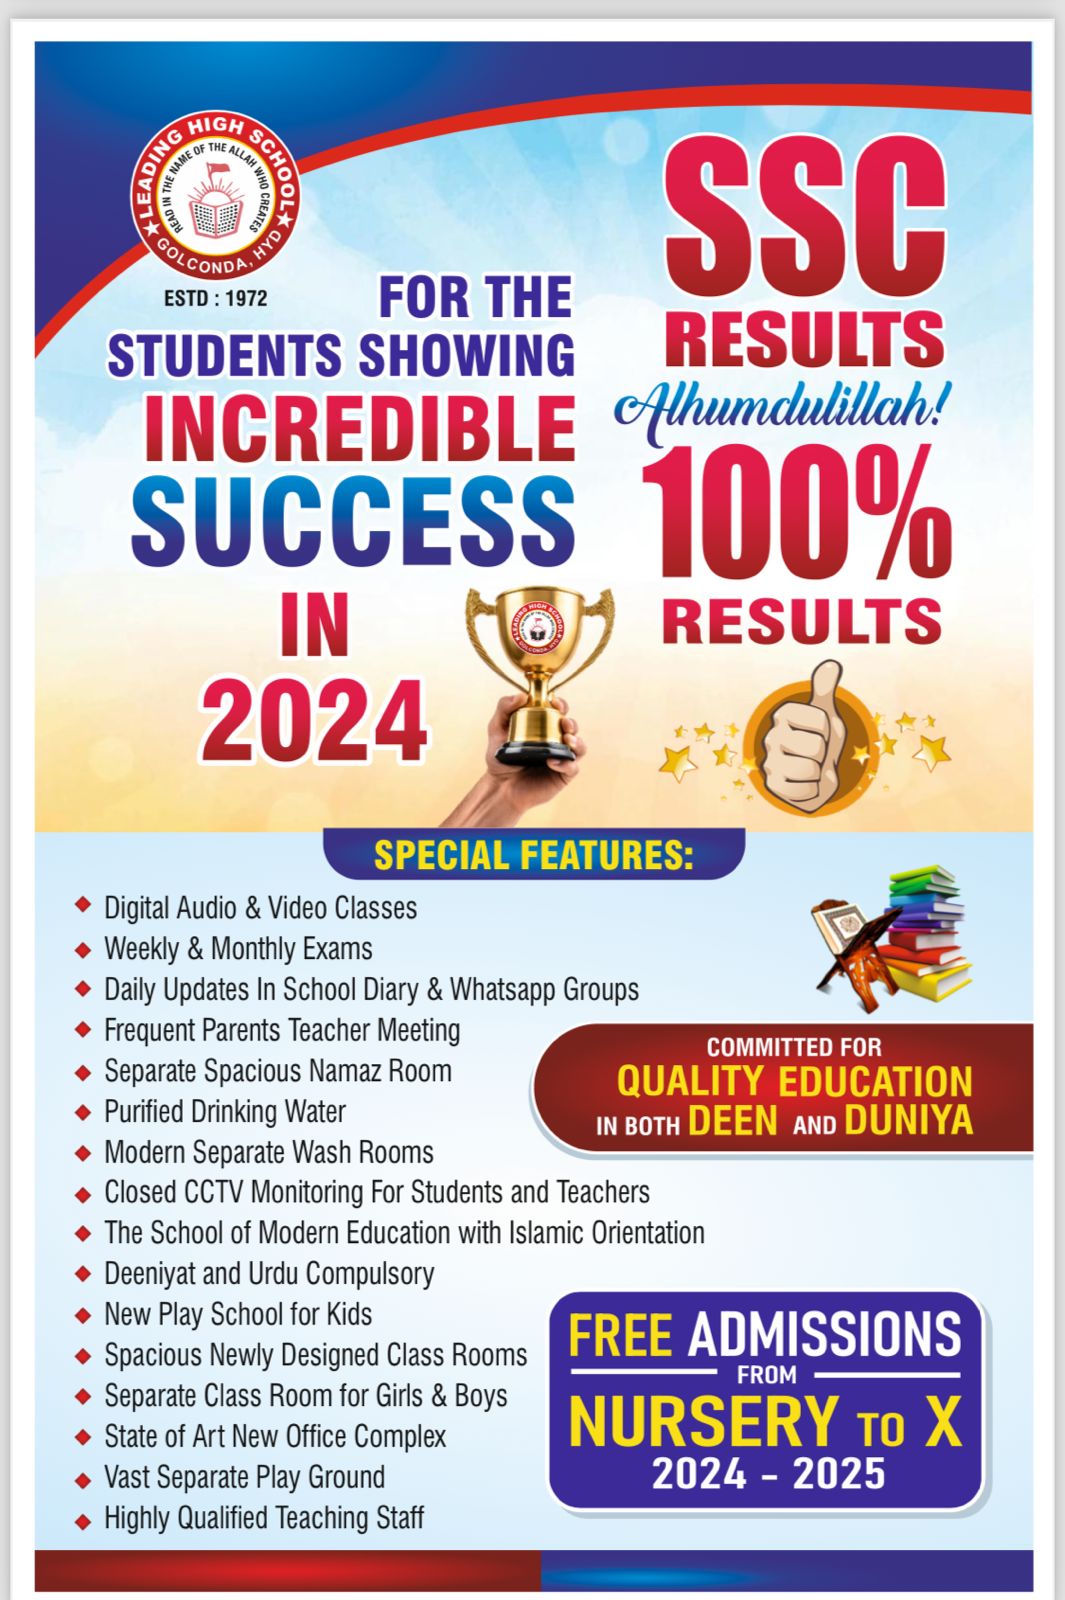 LEADING HIGH SCHOOL
READ IN THE NAME OF THE ALLAH WHO CREATES
GOLCONDA, HYD
ESTD : 1972
FOR THE
STUDENTS SHOWING
INCREDIBLE
SUCCESS
IN
2024
SSC
RESULTS
Alhumdulillah!
100%
RESULTS
LEADING HIGH SCHOOL
GOLCONDA, HYD
SPECIAL FEATURES:
Digital Audio & Video Classes
Weekly & Monthly Exams
Daily Updates In School Diary & Whatsapp Groups
Frequent Parents Teacher Meeting
Separate Spacious Namaz Room
Purified Drinking Water
Modern Separate Wash Rooms
Closed CCTV Monitoring For Students and Teachers
The School of Modern Education with Islamic Orientation
Deeniyat and Urdu Compulsory
New Play School for Kids
Spacious Newly Designed Class Rooms
Separate Class Room for Girls & Boys
State of Art New Office Complex
Vast Separate Play Ground
Highly Qualified Teaching Staff
COMMITTED FOR
QUALITY EDUCATION
IN BOTH DEEN AND DUNIYA
FREE ADMISSIONS
FROM
NURSERY TO X
2024 - 2025